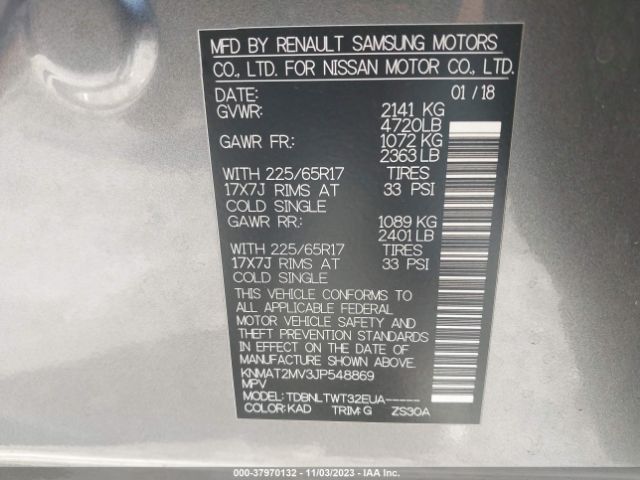 MFD BY RENAULT SAMSUNG MOTORS
CO., LTD. FOR NISSAN MOTOR CO., LTD.
DATE: 01 / 18
GVWR: 2141 KG
4720LB
GAWR FR: 1072 KG
2363 LB
WITH 225/65R17 TIRES
17X7J RIMS AT 33 PSI
COLD SINGLE
GAWR RR: 1089 KG
2401 LB
WITH 225/65R17 TIRES
17X7J RIMS AT 33 PSI
COLD SINGLE
THIS VEHICLE CONFORMS TO
ALL APPLICABLE FEDERAL
MOTOR VEHICLE SAFETY AND
THEFT PREVENTION STANDARDS
IN EFFECT ON THE DATE OF
MANUFACTURE SHOWN ABOVE.
KNMAT2MV3JP548869
MPV
MODEL: TDBNLTWT32EUA-----
COLOR: KAD TRIM: G ZS30A
000-37970132 - 11/03/2023 - IAA Inc.